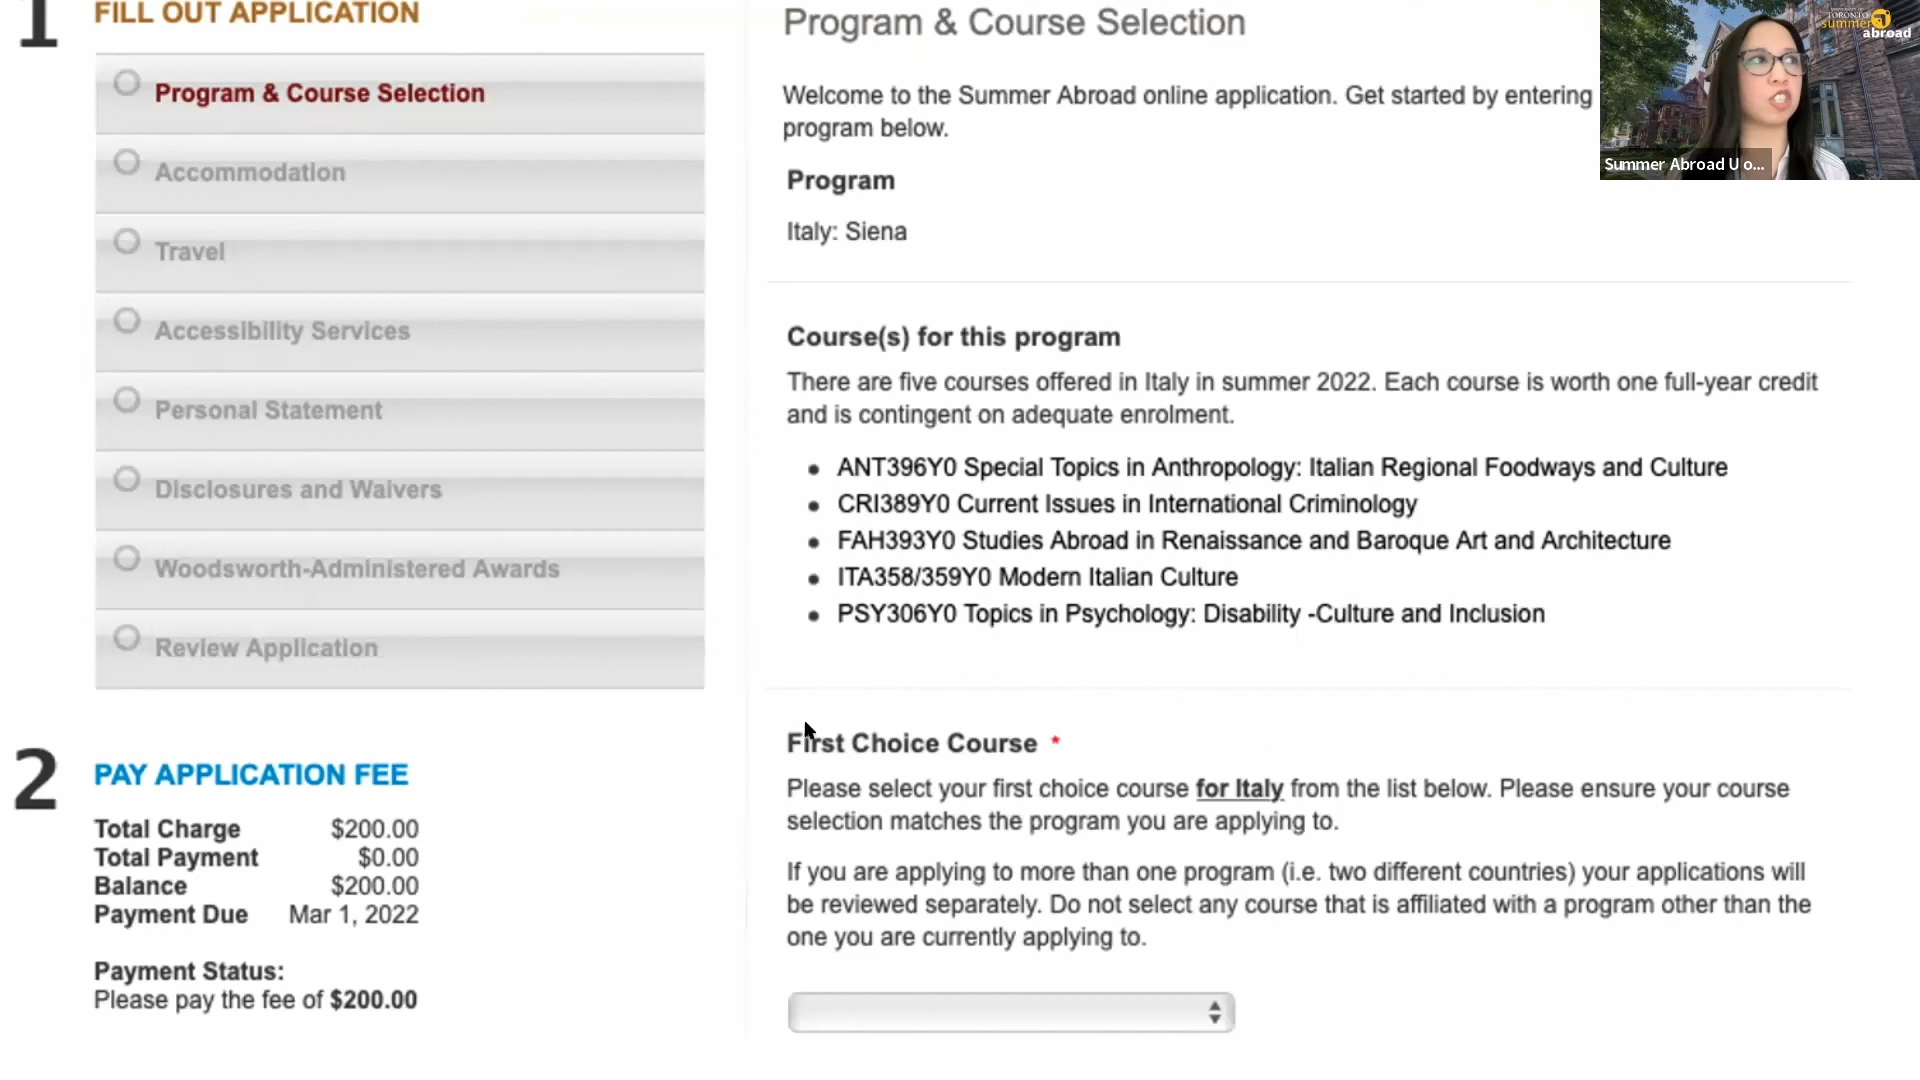 1 FILL OUT APPLICATION
Program & Course Selection
Accommodation
Travel
Accessibility Services
Personal Statement
Disclosures and Waivers
Woodsworth-Administered Awards
Review Application
2 PAY APPLICATION FEE
Total Charge $200.00
Total Payment $0.00
Balance $200.00
Payment Due Mar 1, 2022
Payment Status:
Please pay the fee of $200.00
Program & Course Selection
Welcome to the Summer Abroad online application. Get started by entering
program below.
Program
Italy: Siena
Course(s) for this program
There are five courses offered in Italy in summer 2022. Each course is worth one full-year credit
and is contingent on adequate enrolment.
ANT396Y0 Special Topics in Anthropology: Italian Regional Foodways and Culture
CRI389Y0 Current Issues in International Criminology
FAH393Y0 Studies Abroad in Renaissance and Baroque Art and Architecture
ITA358/359Y0 Modern Italian Culture
PSY306Y0 Topics in Psychology: Disability -Culture and Inclusion
First Choice Course *
Please select your first choice course for Italy from the list below. Please ensure your course
selection matches the program you are applying to.
If you are applying to more than one program (i.e. two different countries) your applications will
be reviewed separately. Do not select any course that is affiliated with a program other than the
one you are currently applying to.
TORONTO
summer
abroad
Summer Abroad U o...